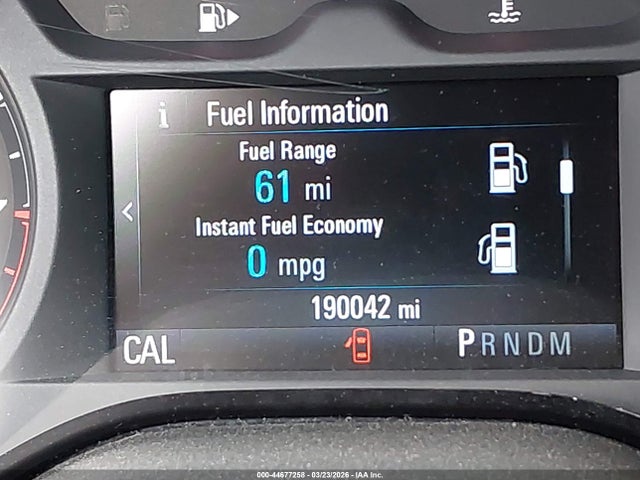 i Fuel Information
Fuel Range
61 mi
<
Instant Fuel Economy
0 mpg
190042 mi
CAL PRNDM
000-44677258 - 03/23/2026 - IAA Inc.